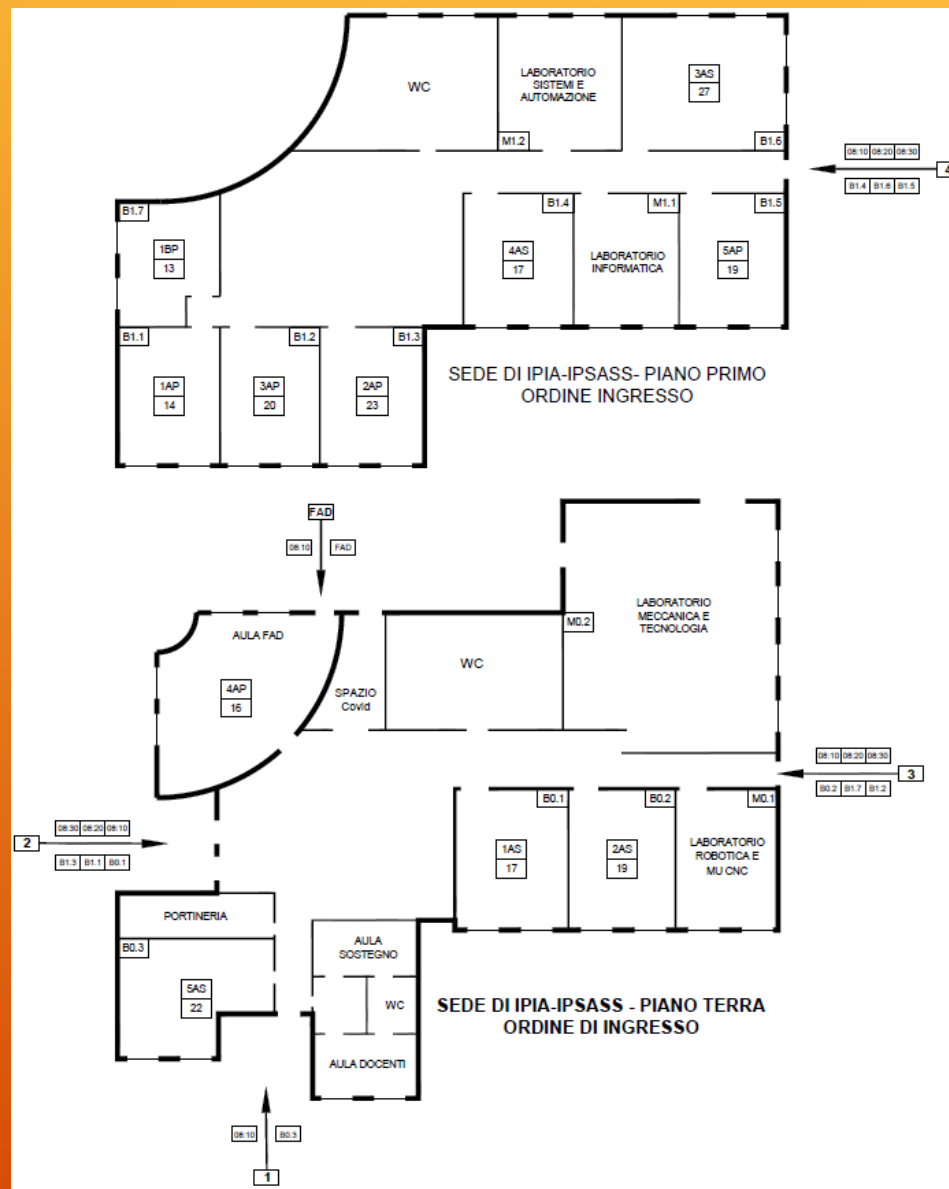 WC
LABORATORIO
SISTEMI E
AUTOMAZIONE
M1.2
3AS
27
B1.6
08:10 08:20 08:30
4
B1.4 B1.6 B1.5
B1.7
1BP
13
B1.4
4AS
17
M1.1
LABORATORIO
INFORMATICA
B1.5
5AP
19
B1.1
1AP
14
B1.2
3AP
20
B1.3
2AP
23
SEDE DI IPIA-IPSASS- PIANO PRIMO
ORDINE INGRESSO
FAD
08:10 FAD
AULA FAD
4AP
16
SPAZIO
Covid
WC
M0.2
LABORATORIO
MECCANICA E
TECNOLOGIA
08:10 08:20 08:30
3
B0.2 B1.7 B1.2
B0.1
1AS
17
B0.2
2AS
19
M0.1
LABORATORIO
ROBOTICA E
MU CNC
08:30 08:20 08:10
2
B1.3 B1.1 B0.1
PORTINERIA
B0.3
5AS
22
AULA
SOSTEGNO
WC
AULA DOCENTI
SEDE DI IPIA-IPSASS - PIANO TERRA
ORDINE DI INGRESSO
08:10 B0.3
1